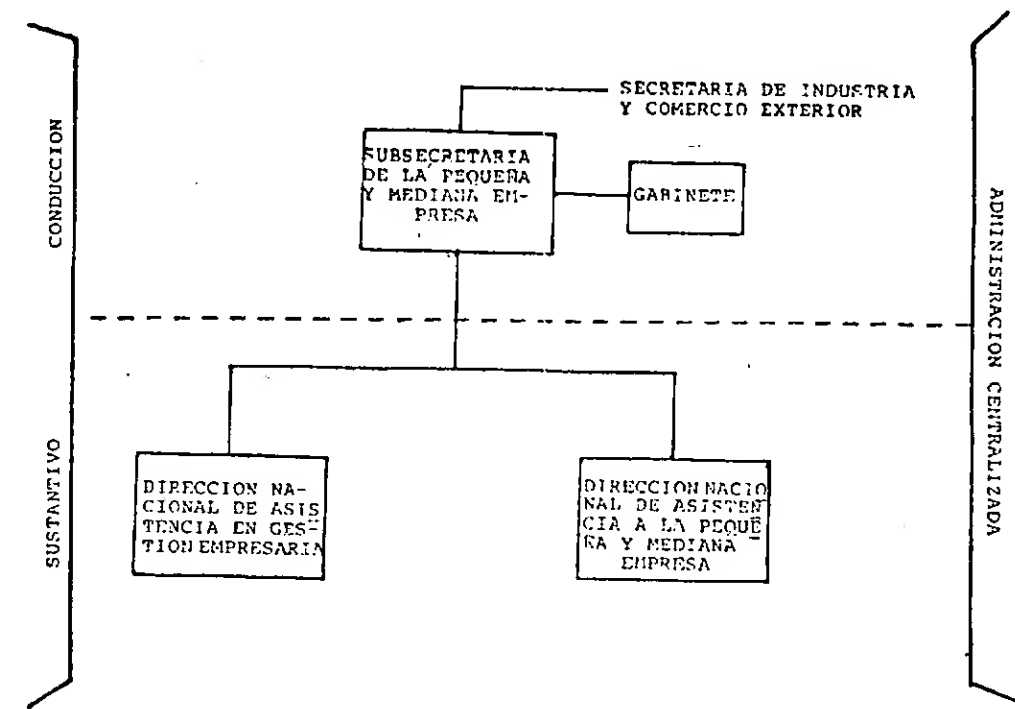 SECRETARIA DE INDUSTRIA
Y COMERCIO EXTERIOR
SUBSECRETARIA
DE LA PEQUEÑA
Y MEDIANA EM-
PRESA
GABINETE
CONDUCCION
ADMINISTRACION CENTRALIZADA
SUSTANTIVO
DIRECCION NA-
CIONAL DE ASIS
TENCIA EN GES-
TION EMPRESARIA
DIRECCION NACIO
NAL DE ASISTEN
CIA A LA PEQUE
ÑA Y MEDIANA
EMPRESA